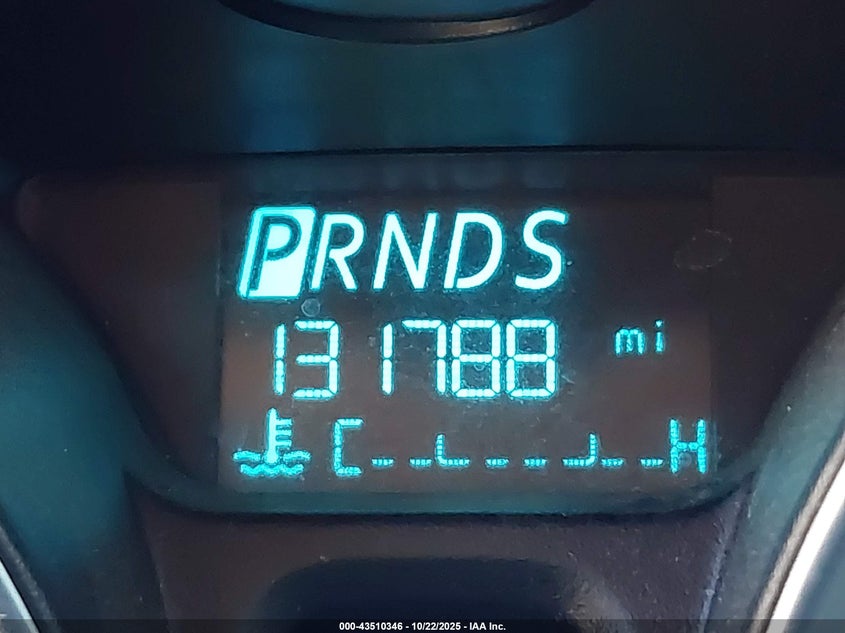 PRNDS
131788 mi
C H
000-43510346 - 10/22/2025 - IAA Inc.